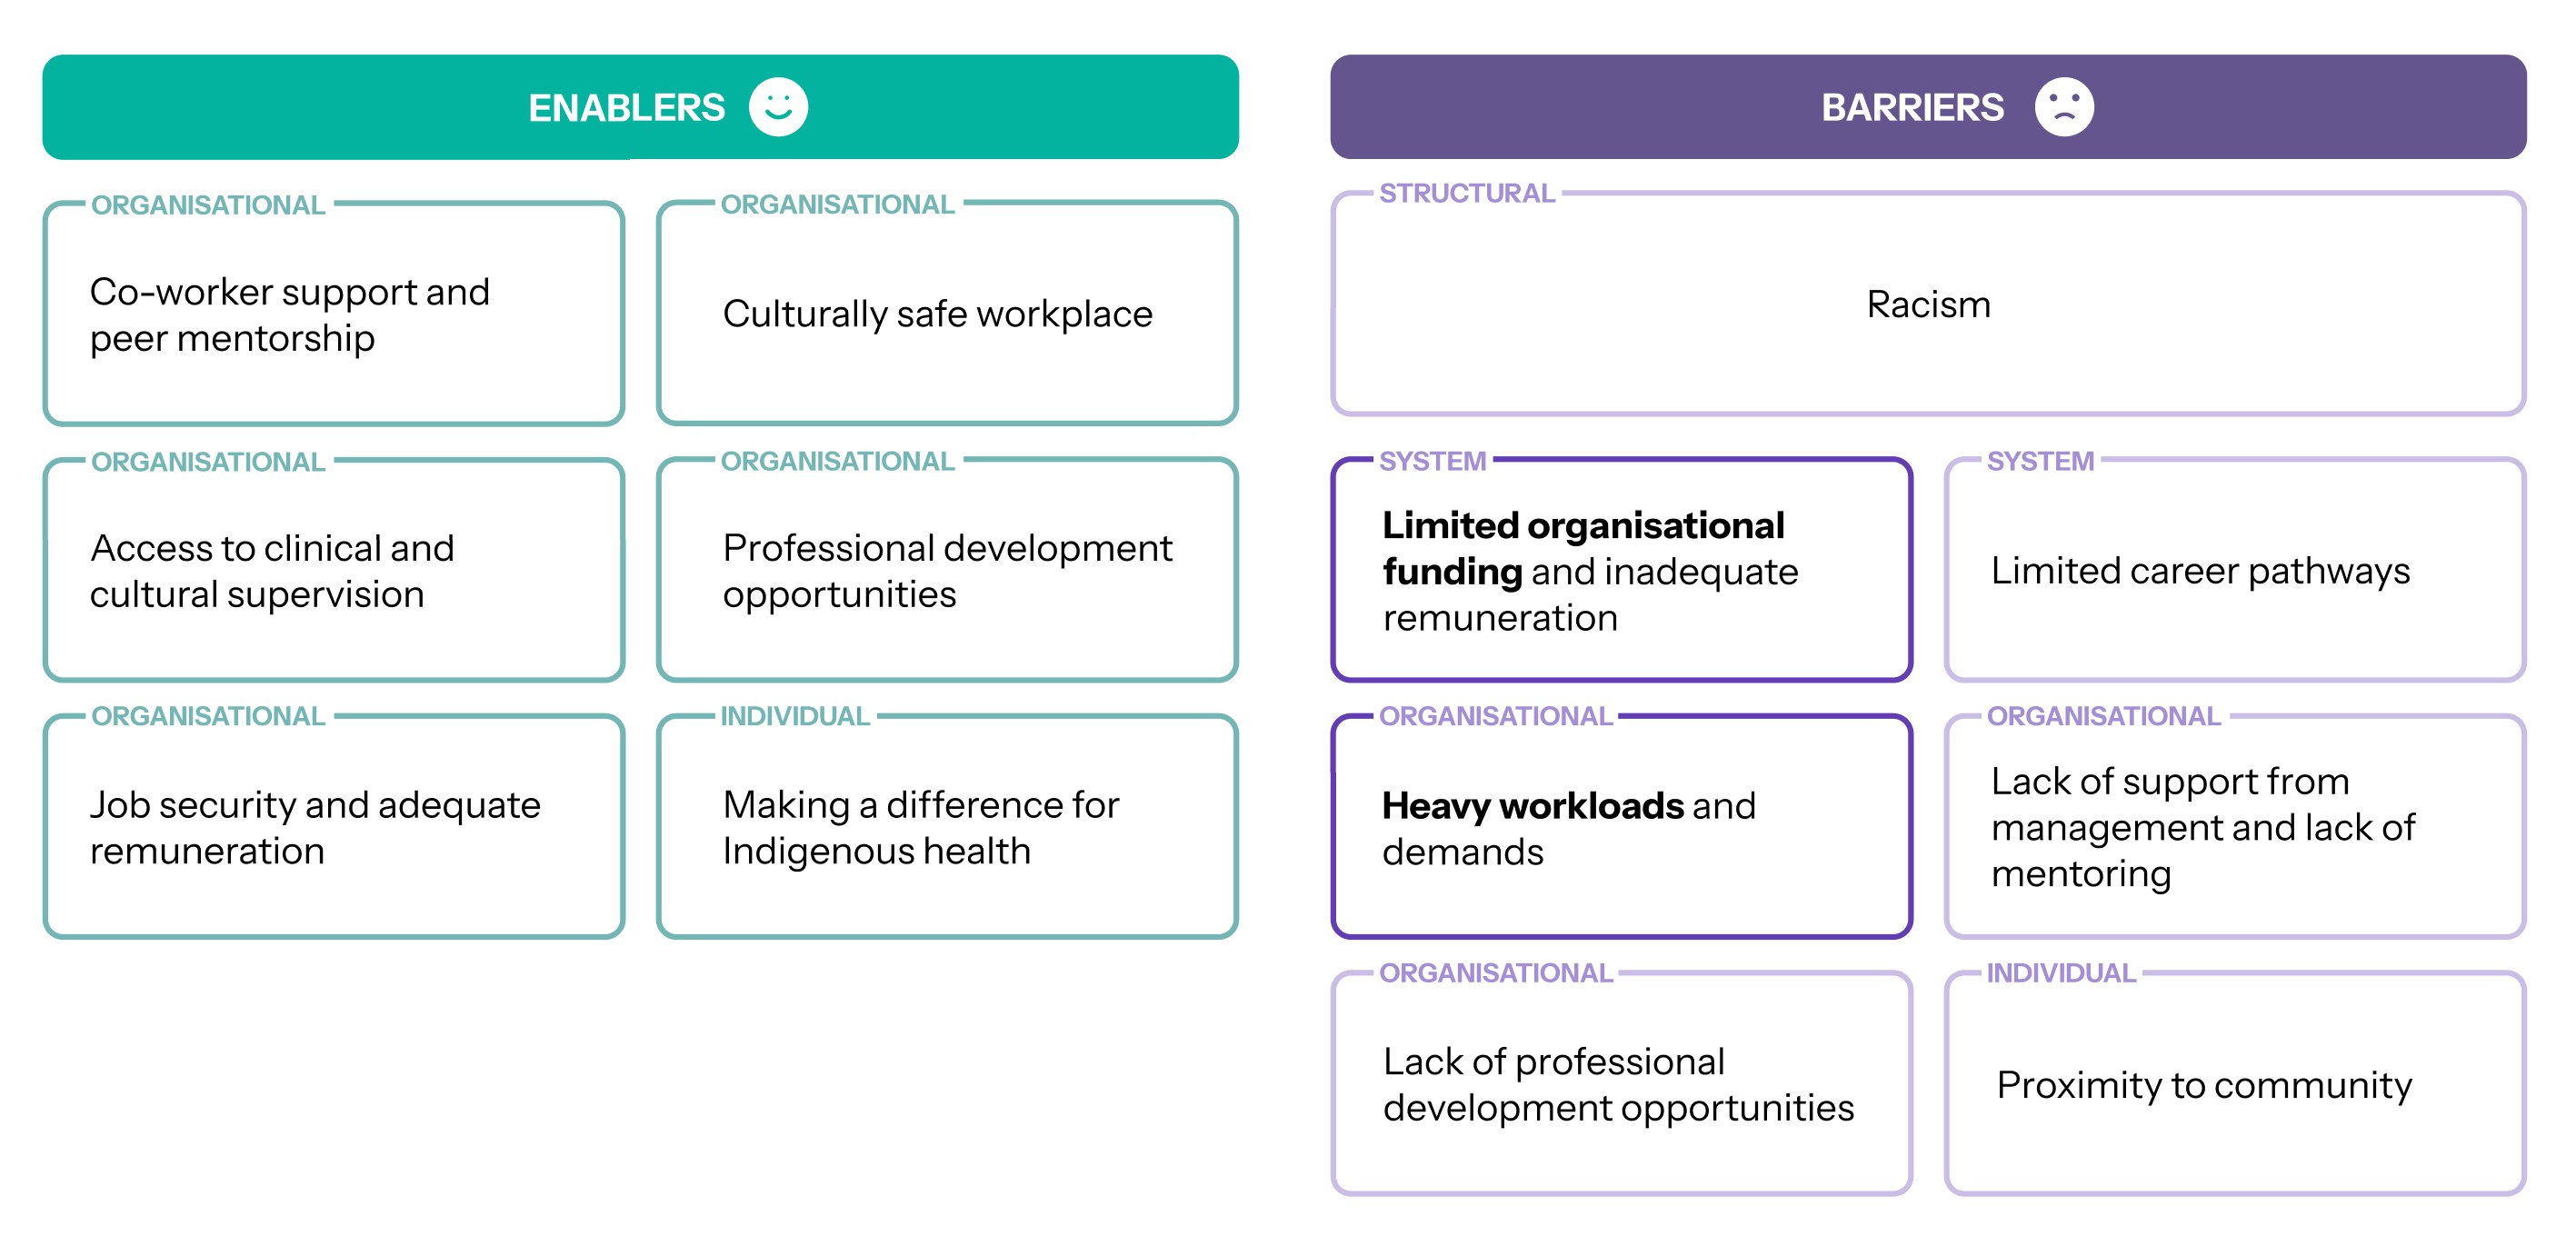 ENABLERS
ORGANISATIONAL
Co-worker support and
peer mentorship
ORGANISATIONAL
Culturally safe workplace
ORGANISATIONAL
Access to clinical and
cultural supervision
ORGANISATIONAL
Professional development
opportunities
ORGANISATIONAL
Job security and adequate
remuneration
INDIVIDUAL
Making a difference for
Indigenous health
BARRIERS
STRUCTURAL
Racism
SYSTEM
Limited organisational
funding and inadequate
remuneration
SYSTEM
Limited career pathways
ORGANISATIONAL
Heavy workloads and
demands
ORGANISATIONAL
Lack of support from
management and lack of
mentoring
ORGANISATIONAL
Lack of professional
development opportunities
INDIVIDUAL
Proximity to community